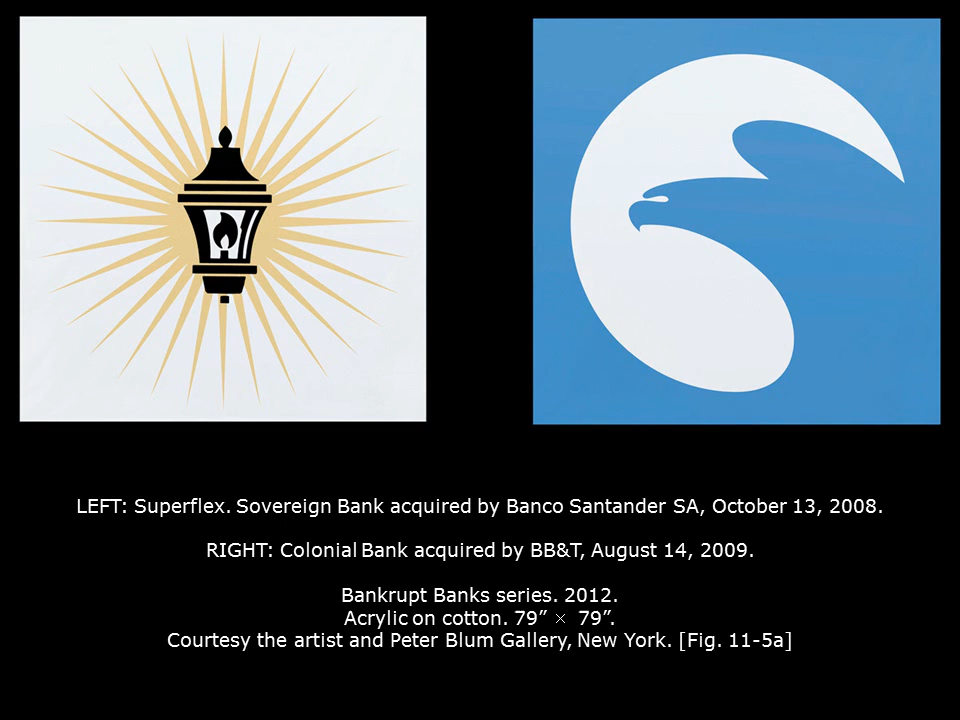 LEFT: Superflex. Sovereign Bank acquired by Banco Santander SA, October 13, 2008.
RIGHT: Colonial Bank acquired by BB&T, August 14, 2009.
Bankrupt Banks series. 2012.
Acrylic on cotton. 79” × 79”.
Courtesy the artist and Peter Blum Gallery, New York. [Fig. 11-5a]